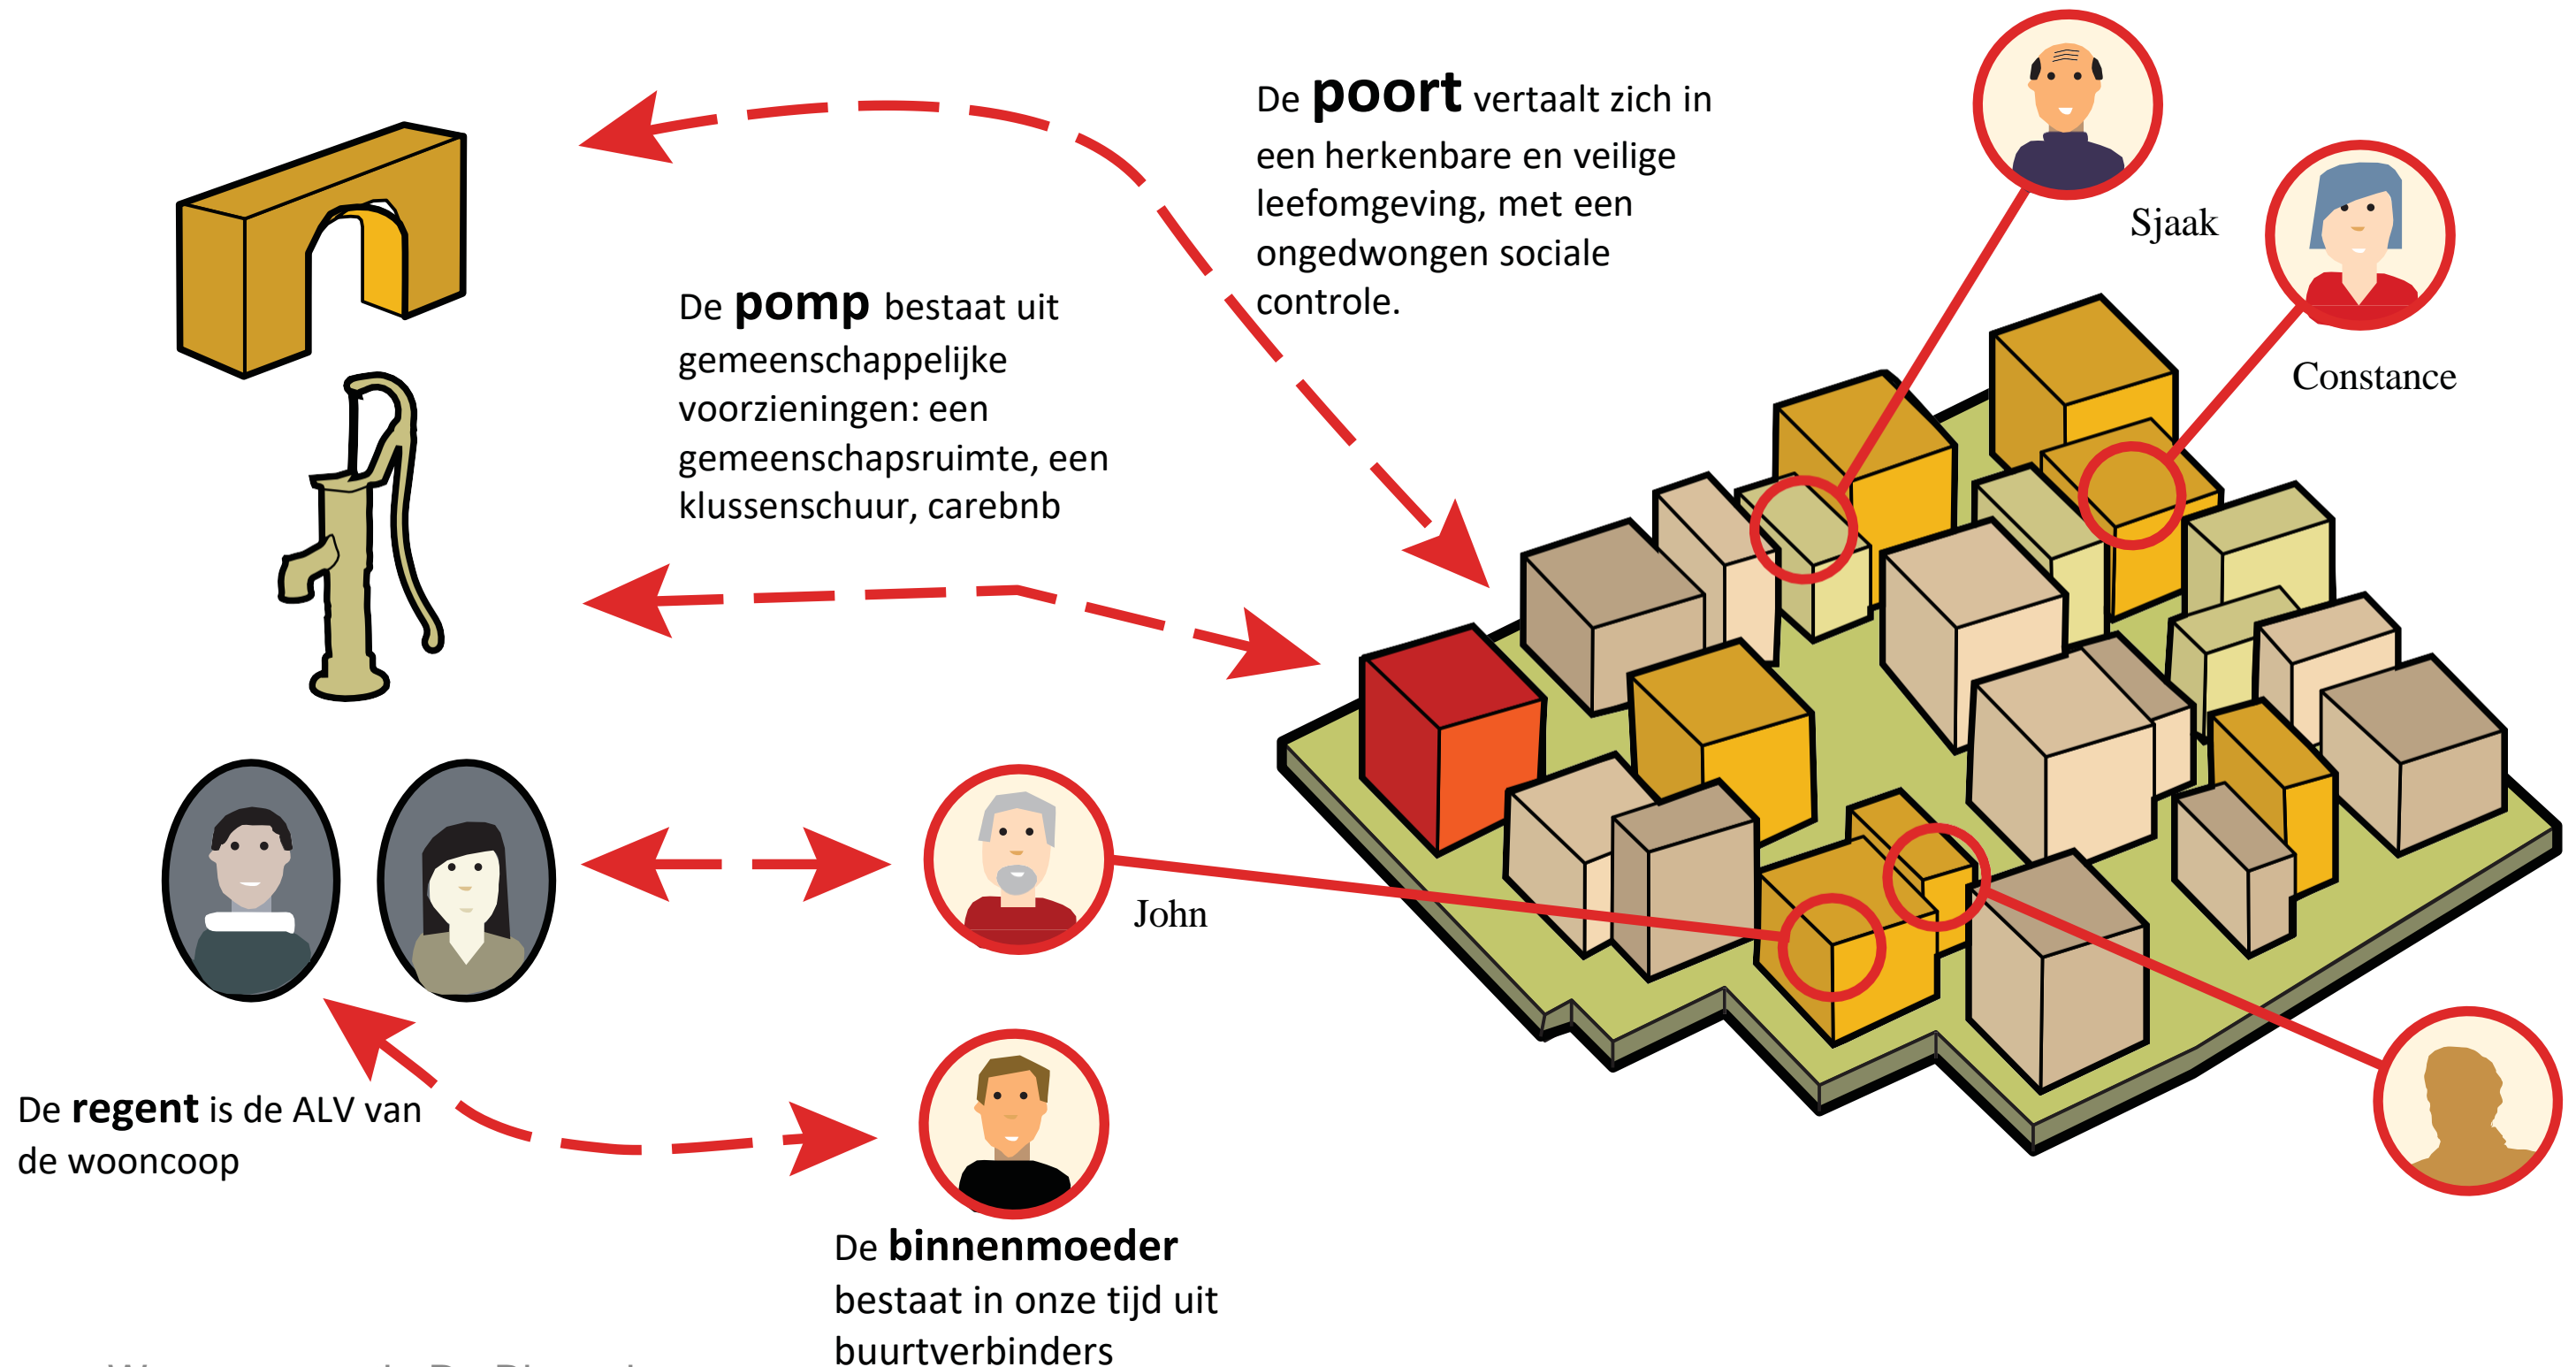 De poort vertaalt zich in
een herkenbare en veilige
leefomgeving, met een
ongedwongen sociale
controle.
Sjaak
Constance
De pomp bestaat uit
gemeenschappelijke
voorzieningen: een
gemeenschapsruimte, een
klussenschuur, carebnb
John
De regent is de ALV van
de wooncoop
De binnenmoeder
bestaat in onze tijd uit
buurtverbinders